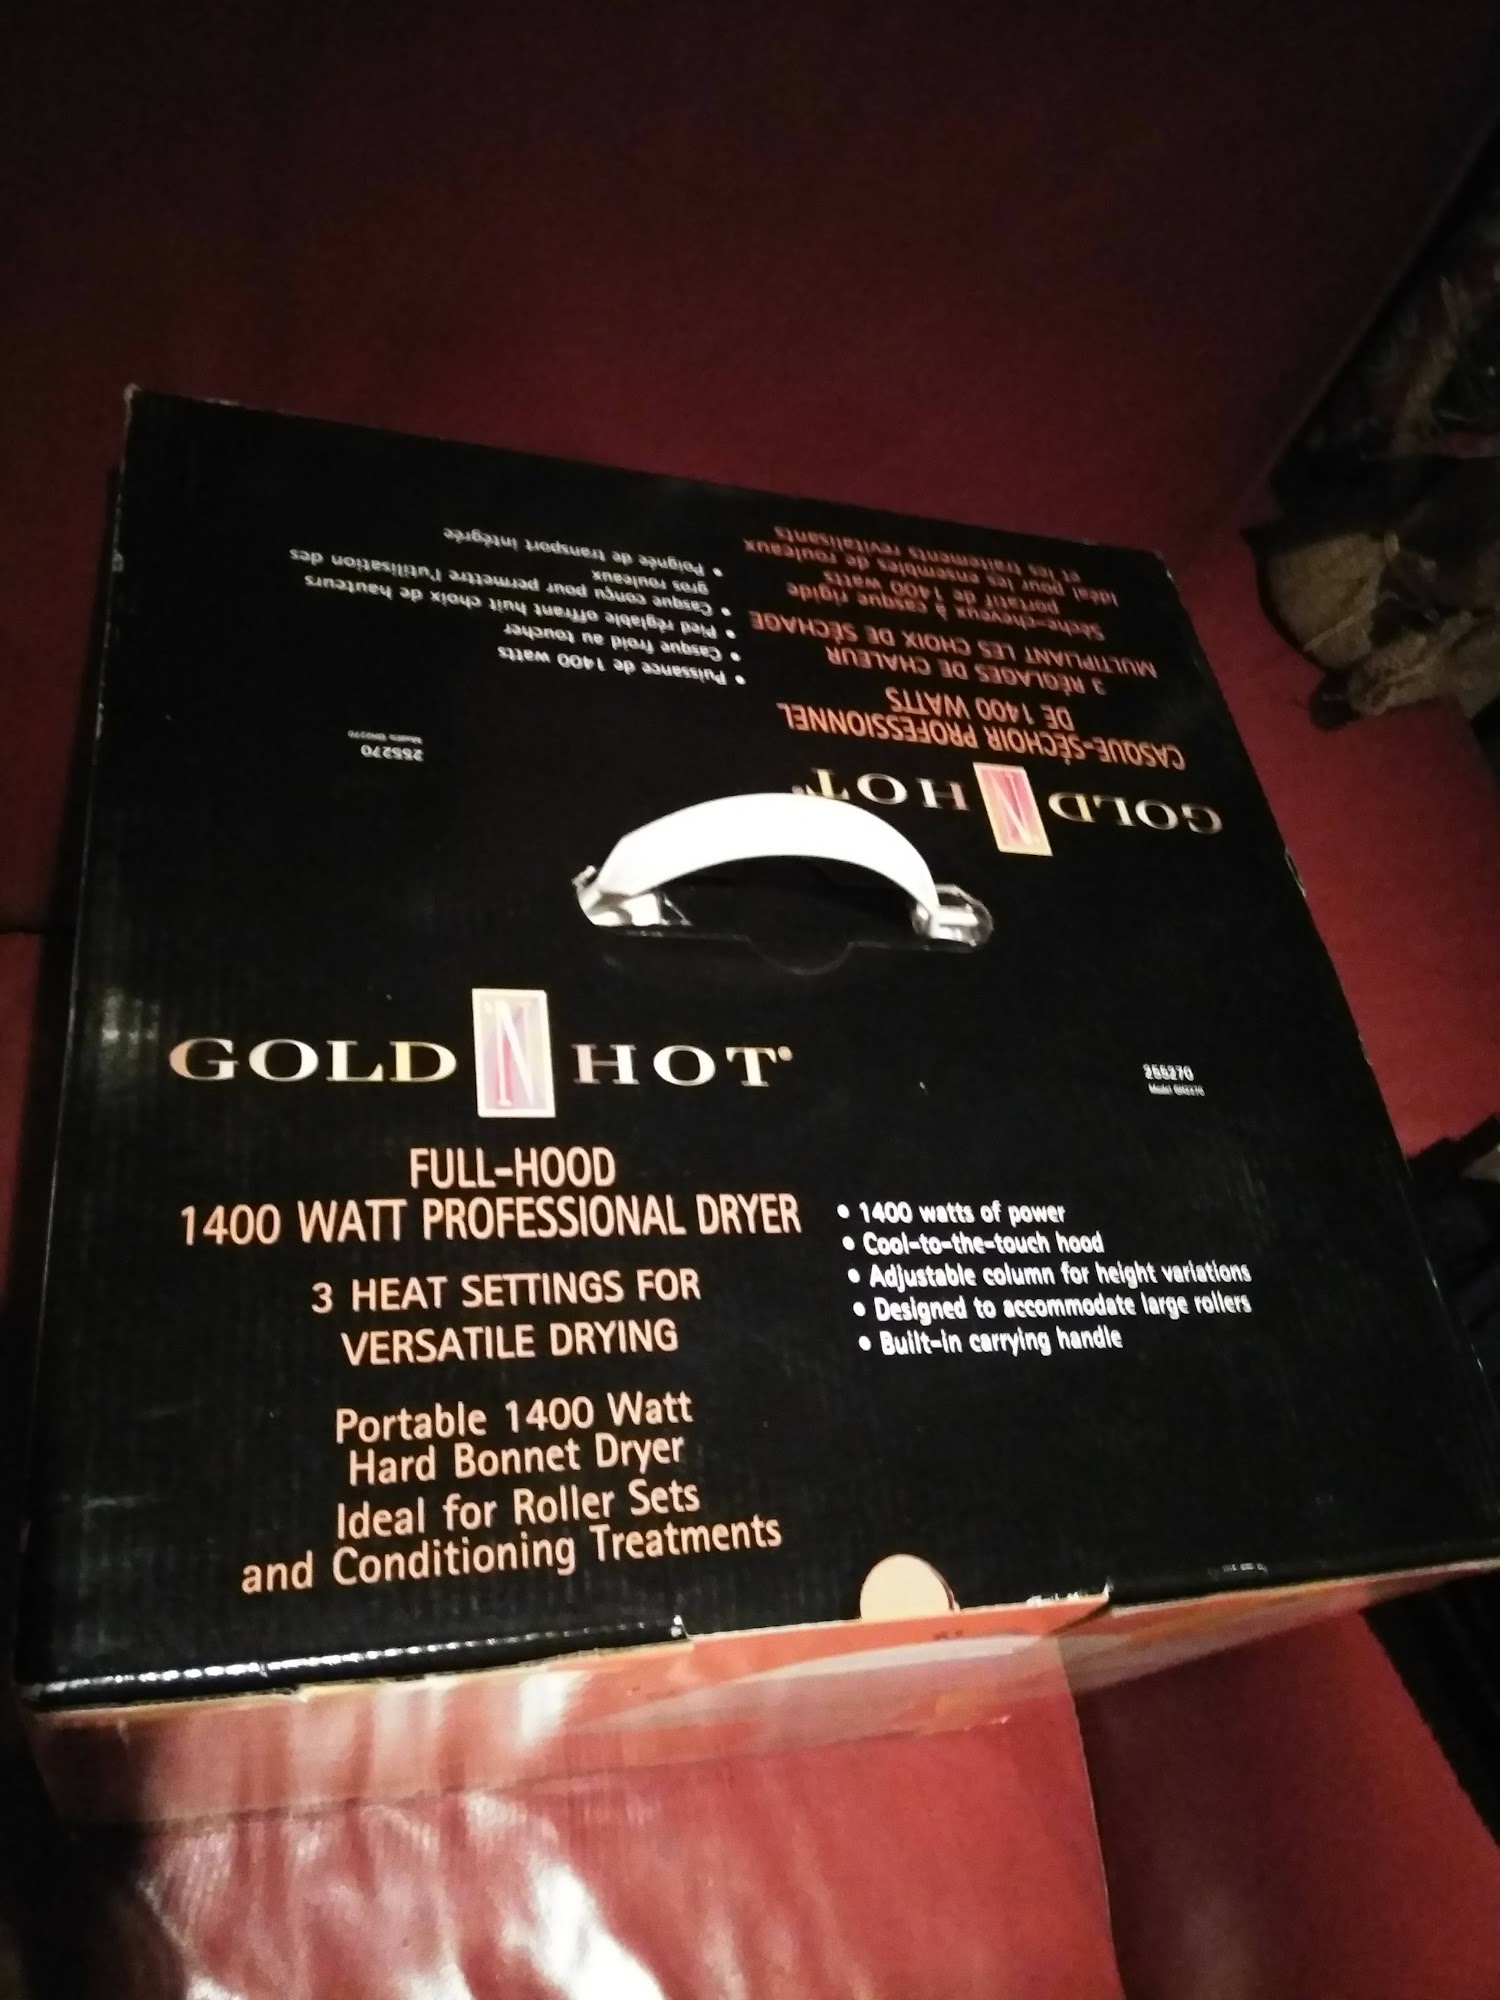 GOLD 'N HOT®
FULL-HOOD
1400 WATT PROFESSIONAL DRYER
3 HEAT SETTINGS FOR
VERSATILE DRYING
Portable 1400 Watt
Hard Bonnet Dryer
Ideal for Roller Sets
and Conditioning Treatments
255270
Model GH2270
• 1400 watts of power
• Cool-to-the-touch hood
• Adjustable column for height variations
• Designed to accommodate large rollers
• Built-in carrying handle
GOLD 'N HOT®
CASQUE-SÉCHOIR PROFESSIONNEL
DE 1400 WATTS
3 RÉGLAGES DE CHALEUR
MULTIPLIANT LES CHOIX DE SÉCHAGE
Sèche-cheveux à casque rigide
portatif de 1400 watts
Idéal pour les ensembles de rouleaux
et les traitements revitalisants
255270
• Puissance de 1400 watts
• Casque froid au toucher
• Pied réglable offrant huit choix de hauteurs
• Casque conçu pour permettre l'utilisation des
gros rouleaux
• Poignée de transport intégrée